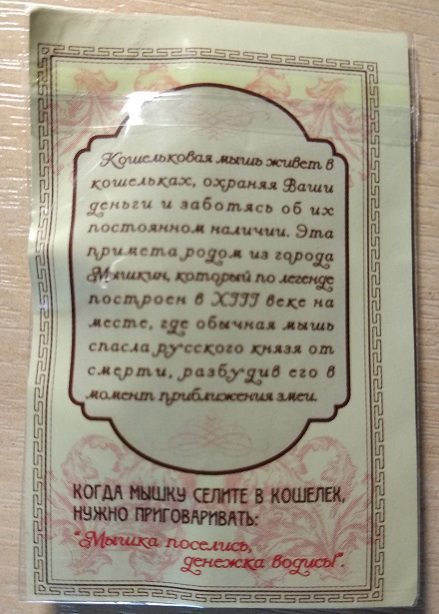 Кошельковая мышь живет в
кошельках, охраняя Ваши
деньги и заботясь об их
постоянном наличии. Эта
примета родом из города
Мышкин, который по легенде
построен в XIII веке на
месте, где обычная мышь
спасла русского князя от
смерти, разбудив его в
момент приближения змеи.
КОГДА МЫШКУ СЕЛИТЕ В КОШЕЛЕК,
НУЖНО ПРИГОВАРИВАТЬ:
"Мышка поселись,
денежка водись!".